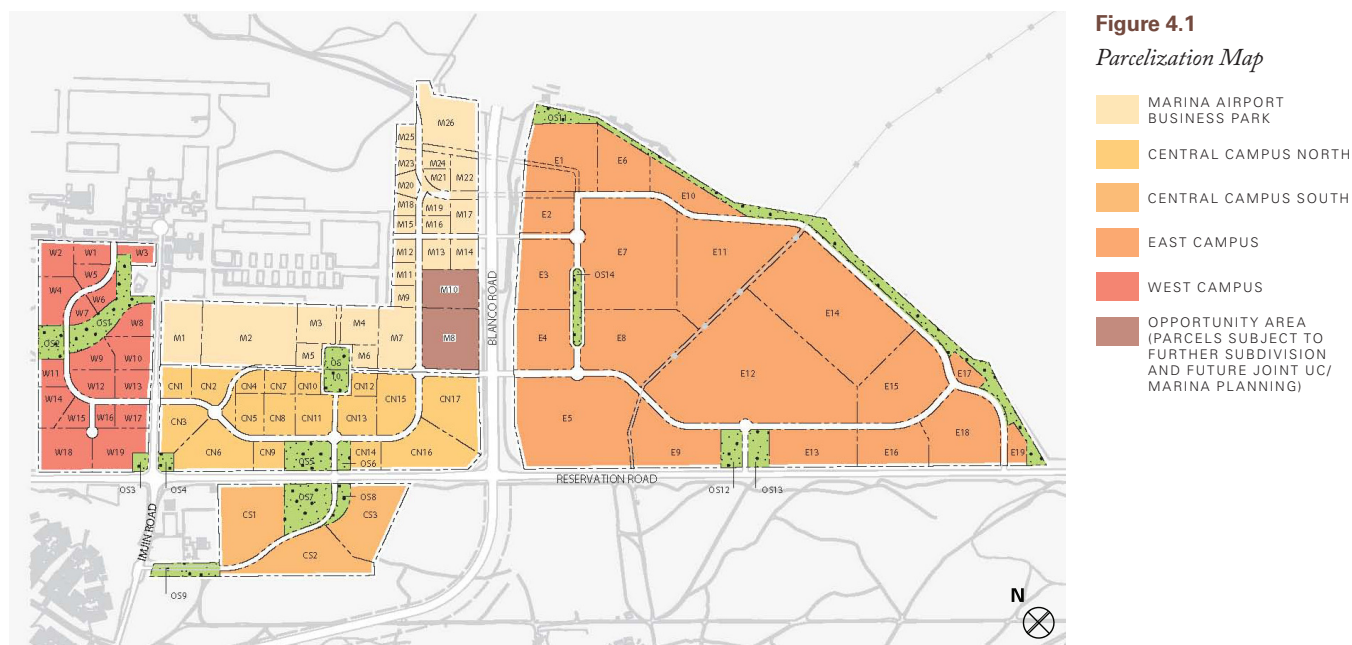 Figure 4.1
Parcelization Map
MARINA AIRPORT
BUSINESS PARK
CENTRAL CAMPUS NORTH
CENTRAL CAMPUS SOUTH
EAST CAMPUS
WEST CAMPUS
OPPORTUNITY AREA
(PARCELS SUBJECT TO
FURTHER SUBDIVISION
AND FUTURE JOINT UC/
MARINA PLANNING)
M26
M25
M23
M24
M21
M22
M20
M18
M19
M17
M15
M16
M12
M13
M14
M11
M10
M9
M8
M1
M2
M3
M4
M5
M6
M7
OS
10
BLANCO ROAD
OS11
E1
E6
E10
E2
E7
E11
E3
OS14
E14
E4
E8
E12
E15
E17
E5
E9
E13
E16
E18
E19
OS12
OS13
W2
W1
W3
W5
W4
W6
W7
OS1
W8
OS2
W9
W10
W11
W12
W13
W14
W15
W16
W17
W18
W19
OS3
OS4
CN1
CN2
CN4
CN7
CN10
CN12
CN15
CN17
CN3
CN5
CN8
CN11
CN13
CN6
CN9
OS5
CN14
OS6
CN16
RESERVATION ROAD
IMJIN ROAD
CS1
OS7
OS8
CS3
CS2
OS9
N